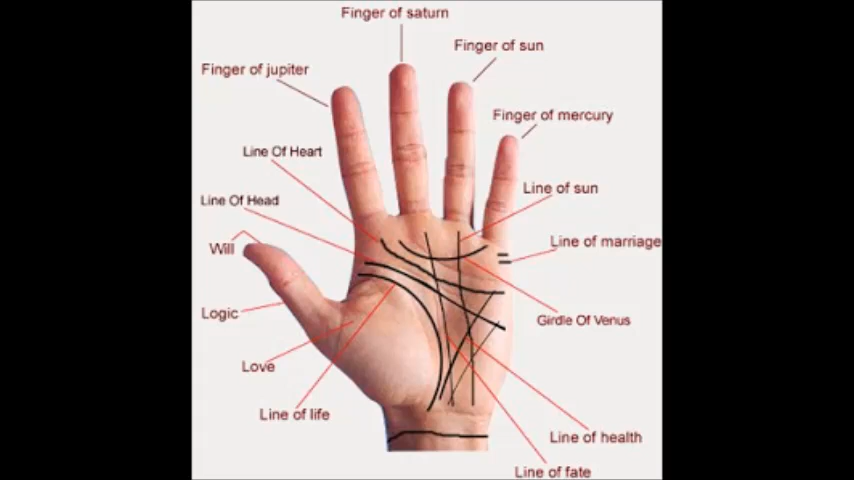 Finger of saturn
Finger of sun
Finger of jupiter
Finger of mercury
Line Of Heart
Line of sun
Line Of Head
Will
Line of marriage
Logic
Girdle Of Venus
Love
Line of life
Line of health
Line of fate